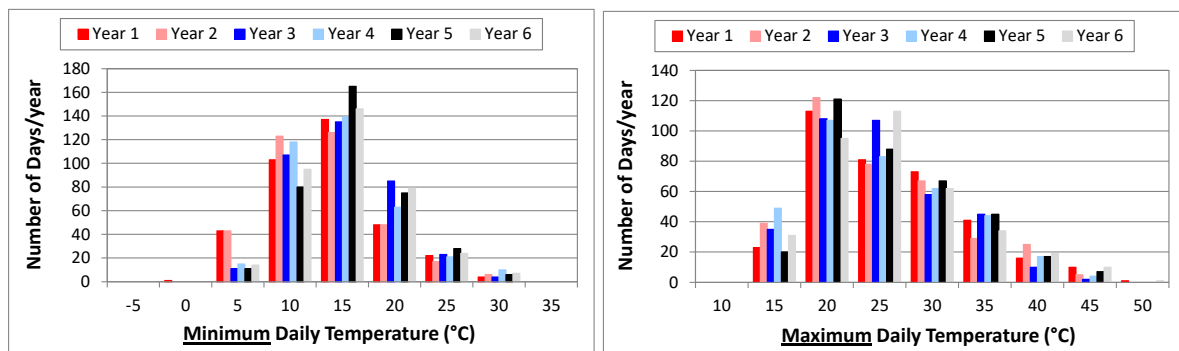 Year 1 Year 2 Year 3 Year 4 Year 5 Year 6
Number of Days/year
180
160
140
120
100
80
60
40
20
0
-5 0 5 10 15 20 25 30 35
Minimum Daily Temperature (°C)
Year 1 Year 2 Year 3 Year 4 Year 5 Year 6
Number of Days/year
140
120
100
80
60
40
20
0
10 15 20 25 30 35 40 45 50
Maximum Daily Temperature (°C)